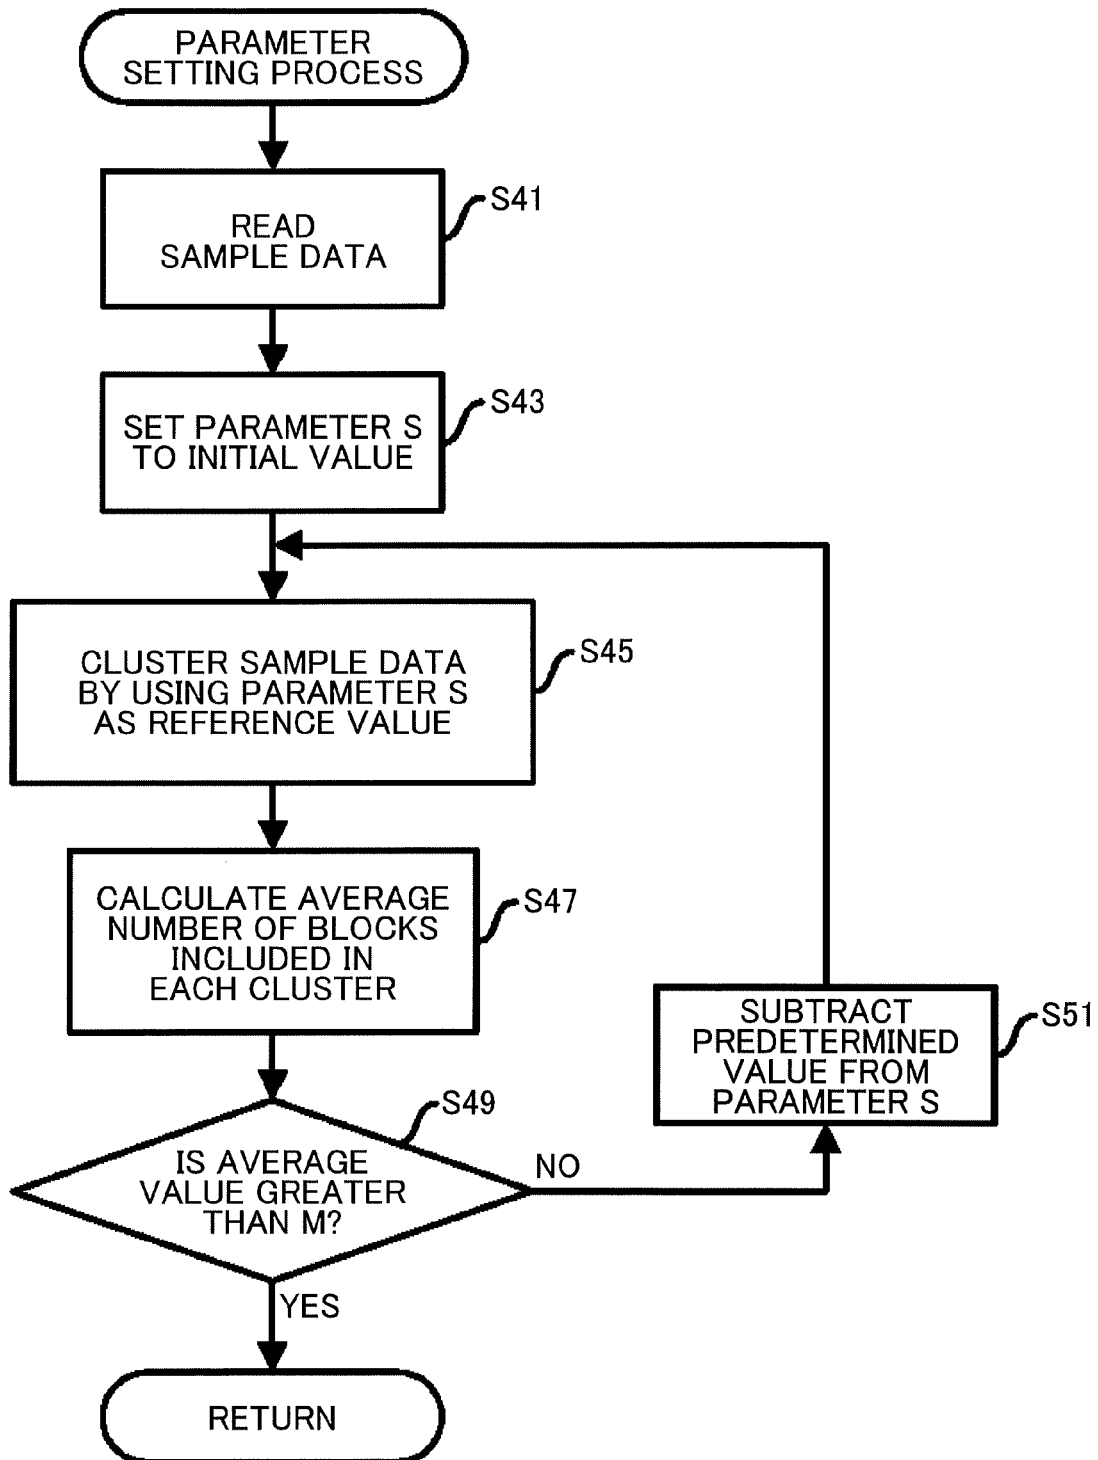 PARAMETER
SETTING PROCESS
S41
READ
SAMPLE DATA
S43
SET PARAMETER S
TO INITIAL VALUE
S45
CLUSTER SAMPLE DATA
BY USING PARAMETER S
AS REFERENCE VALUE
S47
CALCULATE AVERAGE
NUMBER OF BLOCKS
INCLUDED IN
EACH CLUSTER
S51
SUBTRACT
PREDETERMINED
VALUE FROM
PARAMETER S
S49
IS AVERAGE
VALUE GREATER
THAN M?
NO
YES
RETURN